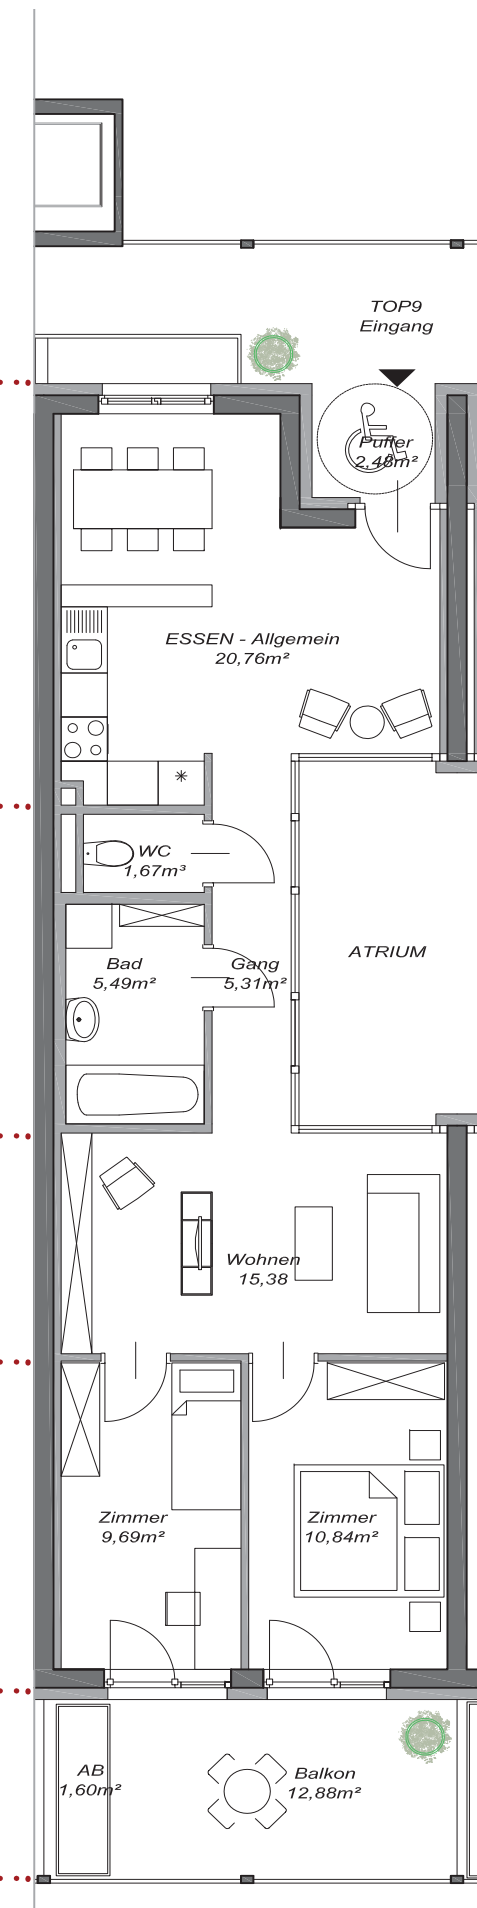 TOP9
Eingang
Puffer
2,48m²
ESSEN - Allgemein
20,76m²
WC
1,67m³
Bad
5,49m²
Gang
5,31m²
ATRIUM
Wohnen
15,38
Zimmer
9,69m²
Zimmer
10,84m²
AB
1,60m²
Balkon
12,88m²